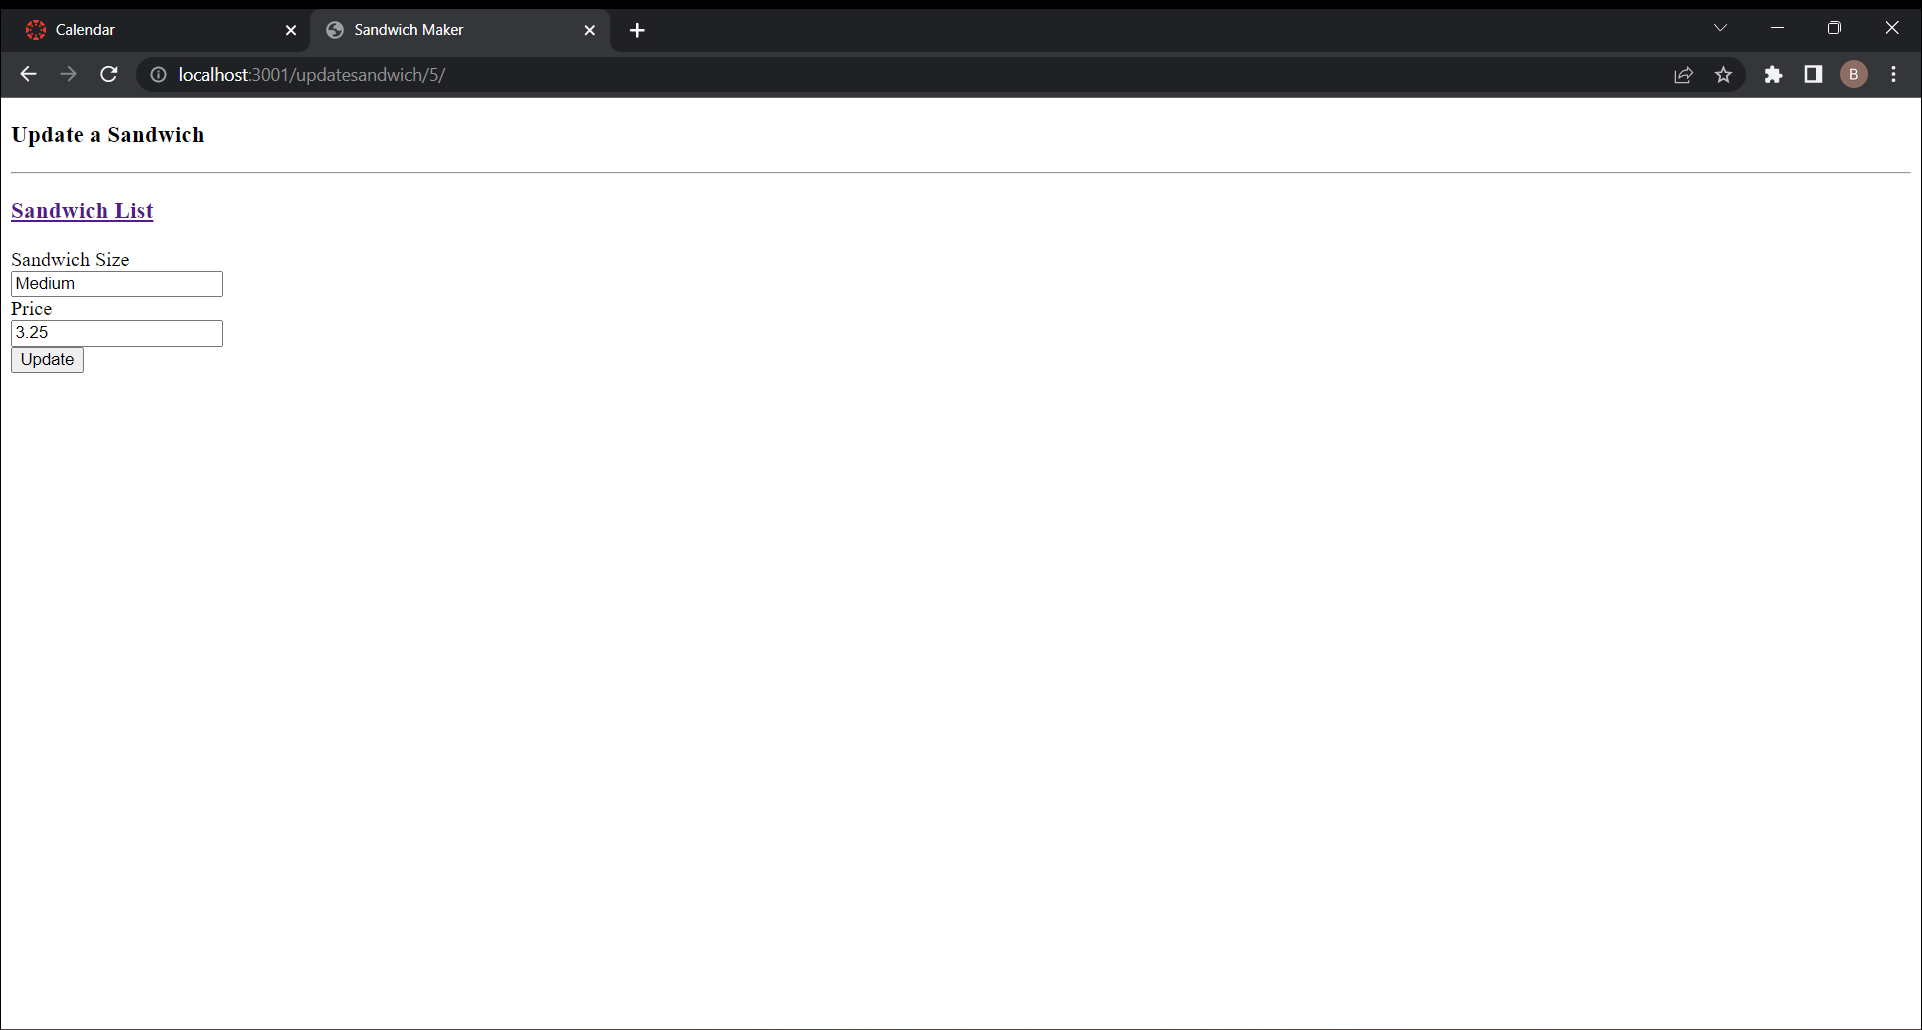 Calendar
Sandwich Maker
localhost:3001/updatesandwich/5/
B
Update a Sandwich
Sandwich List
Sandwich Size
Medium
Price
3.25
Update